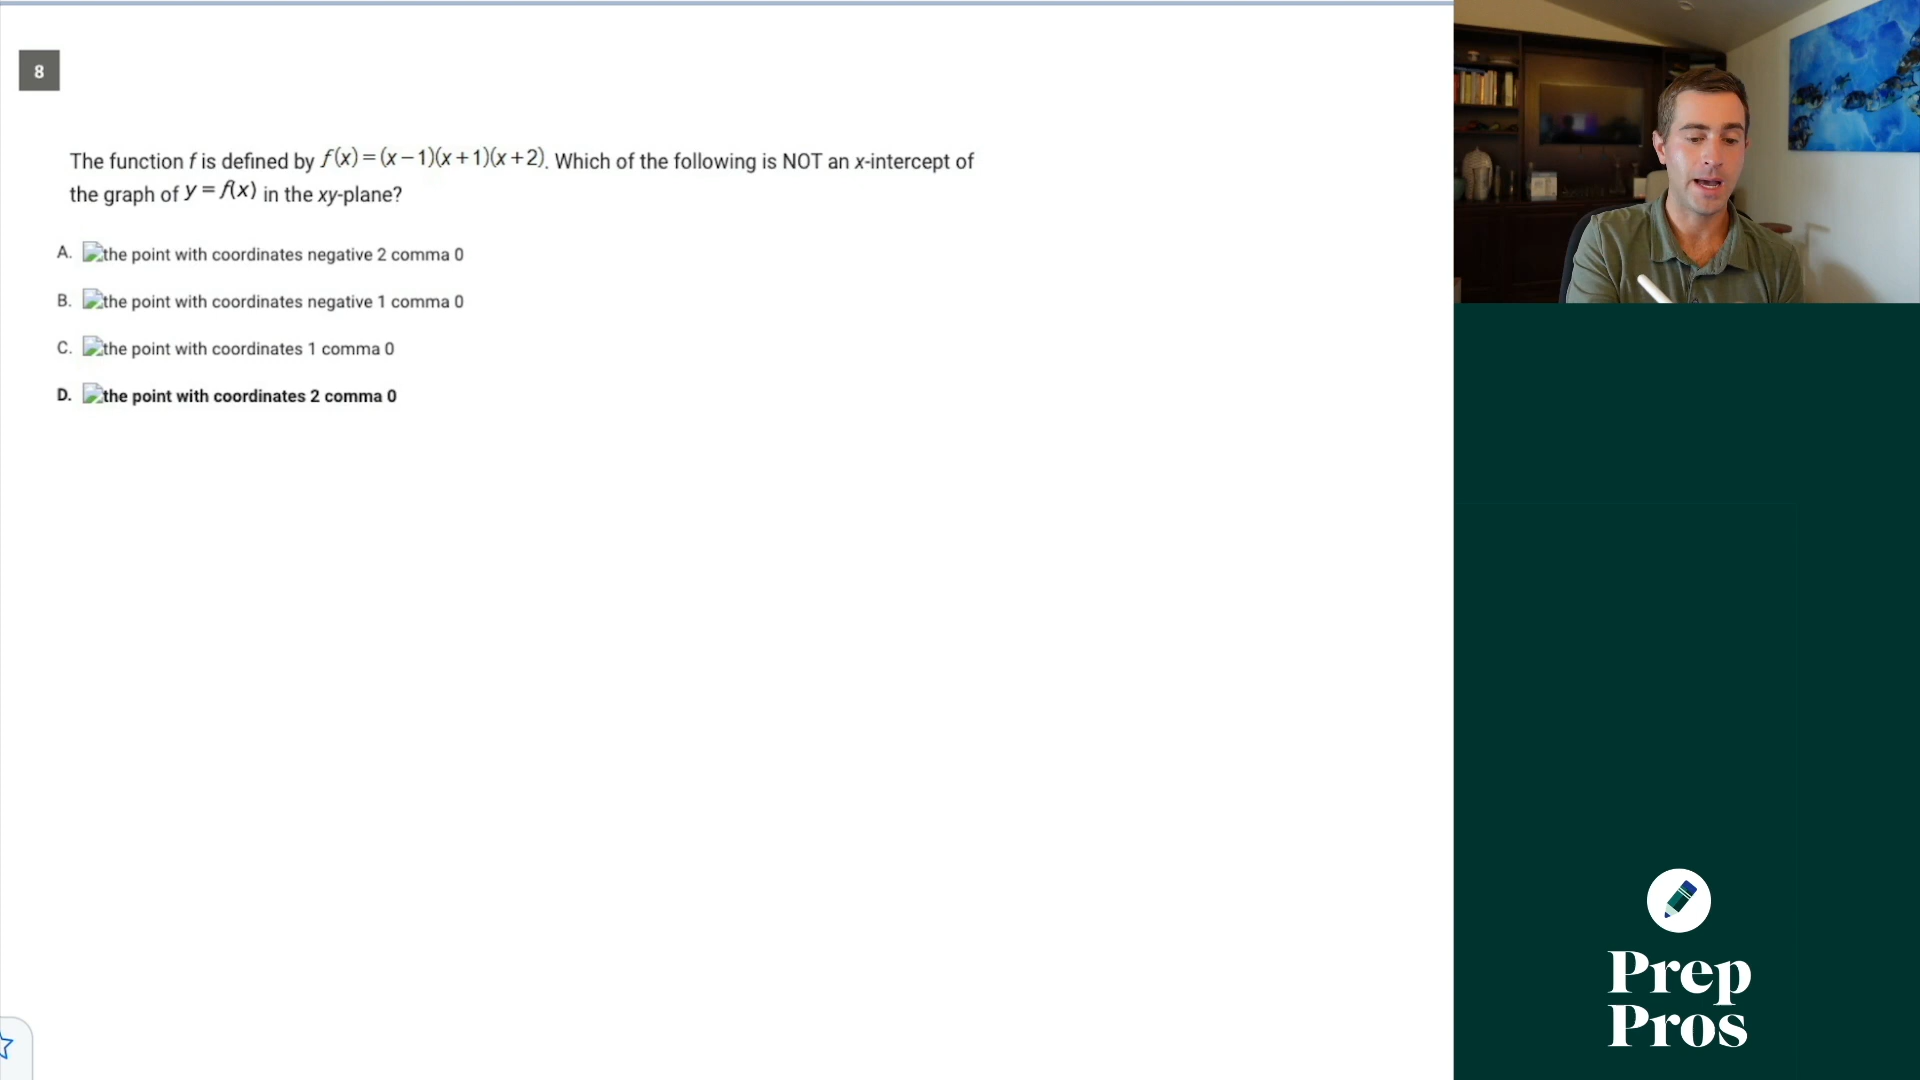 8
The function f is defined by f(x)=(x−1)(x+1)(x+2). Which of the following is NOT an x-intercept of
the graph of y=f(x) in the xy-plane?
A. the point with coordinates negative 2 comma 0
B. the point with coordinates negative 1 comma 0
C. the point with coordinates 1 comma 0
D. the point with coordinates 2 comma 0
Prep
Pros